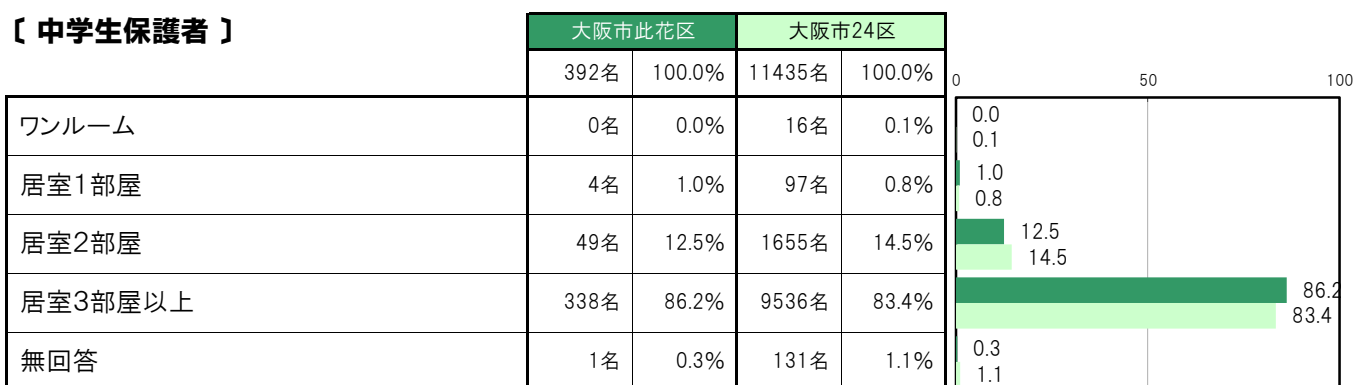 〔 中学生保護者 〕
大阪市此花区 大阪市24区
392名 100.0% 11435名 100.0%
0 50 100
ワンルーム 0名 0.0% 16名 0.1%
0.0
0.1
居室1部屋 4名 1.0% 97名 0.8%
1.0
0.8
居室2部屋 49名 12.5% 1655名 14.5%
12.5
14.5
居室3部屋以上 338名 86.2% 9536名 83.4%
86.2
83.4
無回答 1名 0.3% 131名 1.1%
0.3
1.1